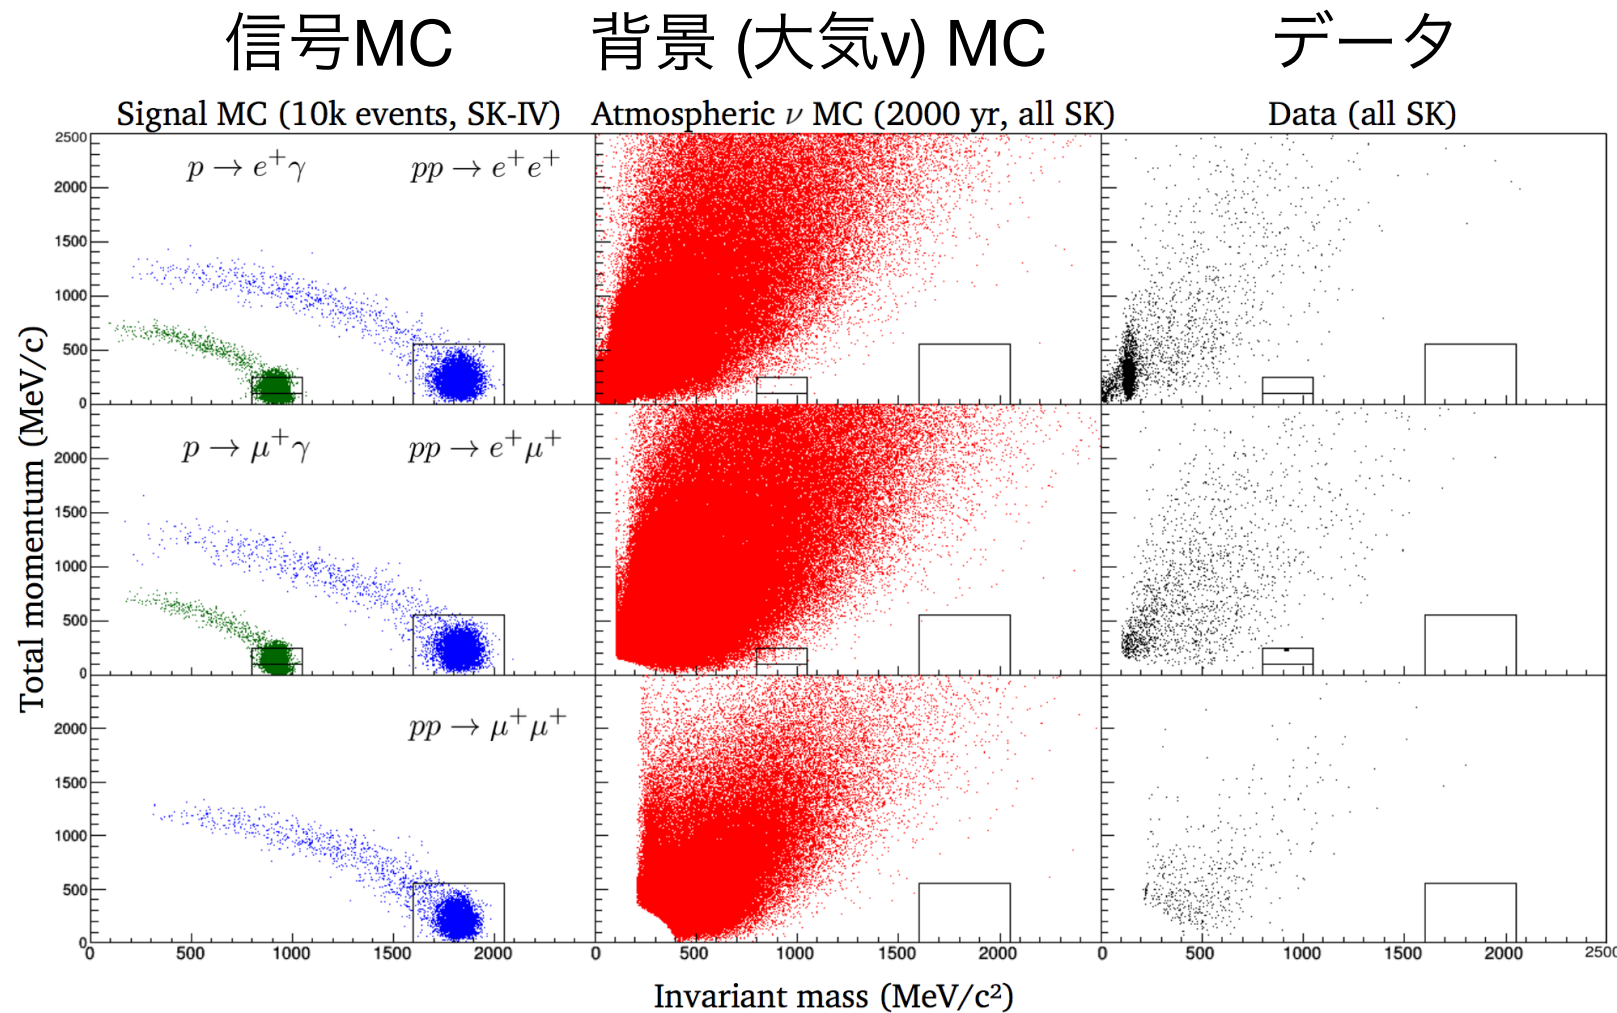 信号MC 背景 (大気ν) MC データ
Signal MC (10k events, SK-IV) Atmospheric ν MC (2000 yr, all SK) Data (all SK)
2500
p → e⁺γ pp → e⁺e⁺
2000
1500
1000
500
0
p → μ⁺γ pp → e⁺μ⁺
2000
1500
1000
500
0
pp → μ⁺μ⁺
2000
1500
1000
500
0
Total momentum (MeV/c)
0 500 1000 1500 2000 0 500 1000 1500 2000 0 500 1000 1500 2000 2500
Invariant mass (MeV/c²)